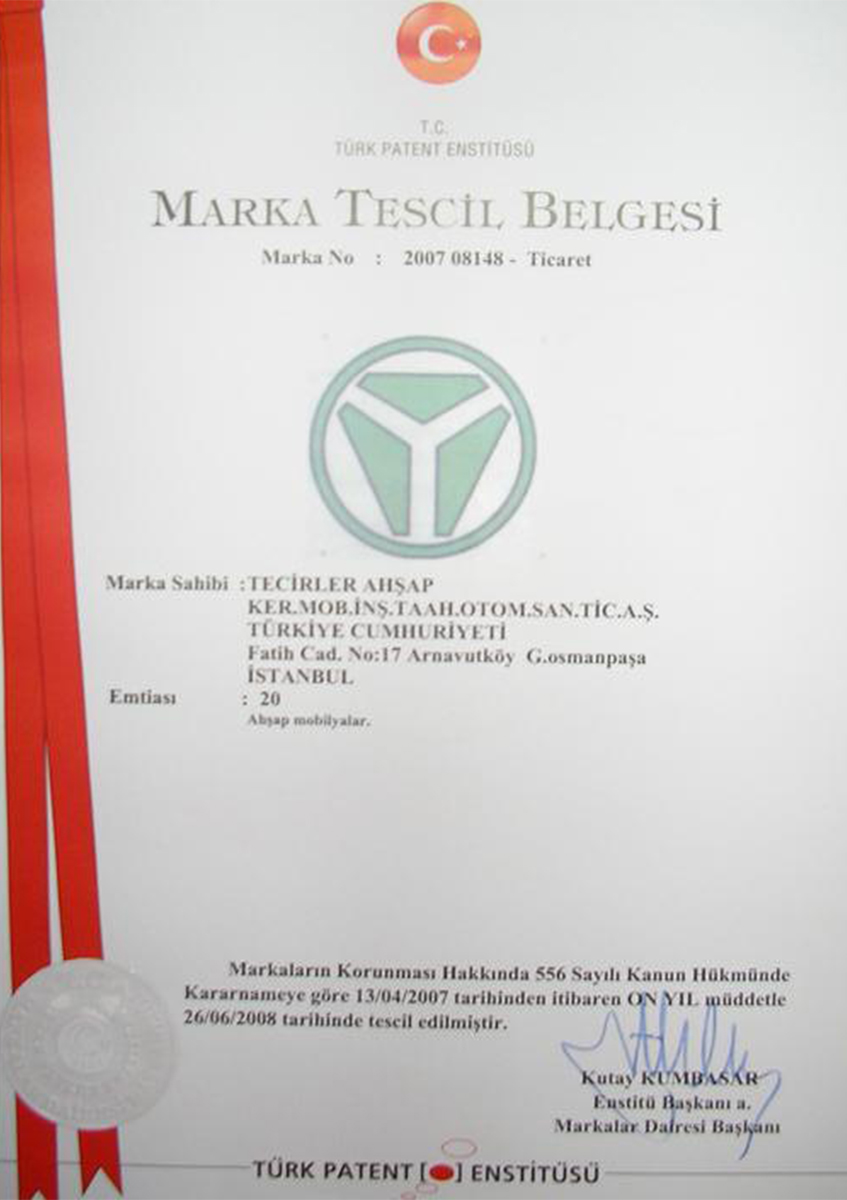 T.C.
TÜRK PATENT ENSTİTÜSÜ
MARKA TESCİL BELGESİ
Marka No : 2007 08148 - Ticaret
Marka Sahibi :TECİRLER AHŞAP
KER.MOB.İNŞ.TAAH.OTOM.SAN.TİC.A.Ş.
TÜRKİYE CUMHURİYETİ
Fatih Cad. No:17 Arnavutköy G.osmanpaşa
İSTANBUL
Emtiası : 20
Ahşap mobilyalar.
Markaların Korunması Hakkında 556 Sayılı Kanun Hükmünde
Kararnameye göre 13/04/2007 tarihinden itibaren ON YIL müddetle
26/06/2008 tarihinde tescil edilmiştir.
Kutay KUMBASAR
Enstitü Başkanı a.
Markalar Dairesi Başkanı
TÜRK PATENT [ ] ENSTİTÜSÜ